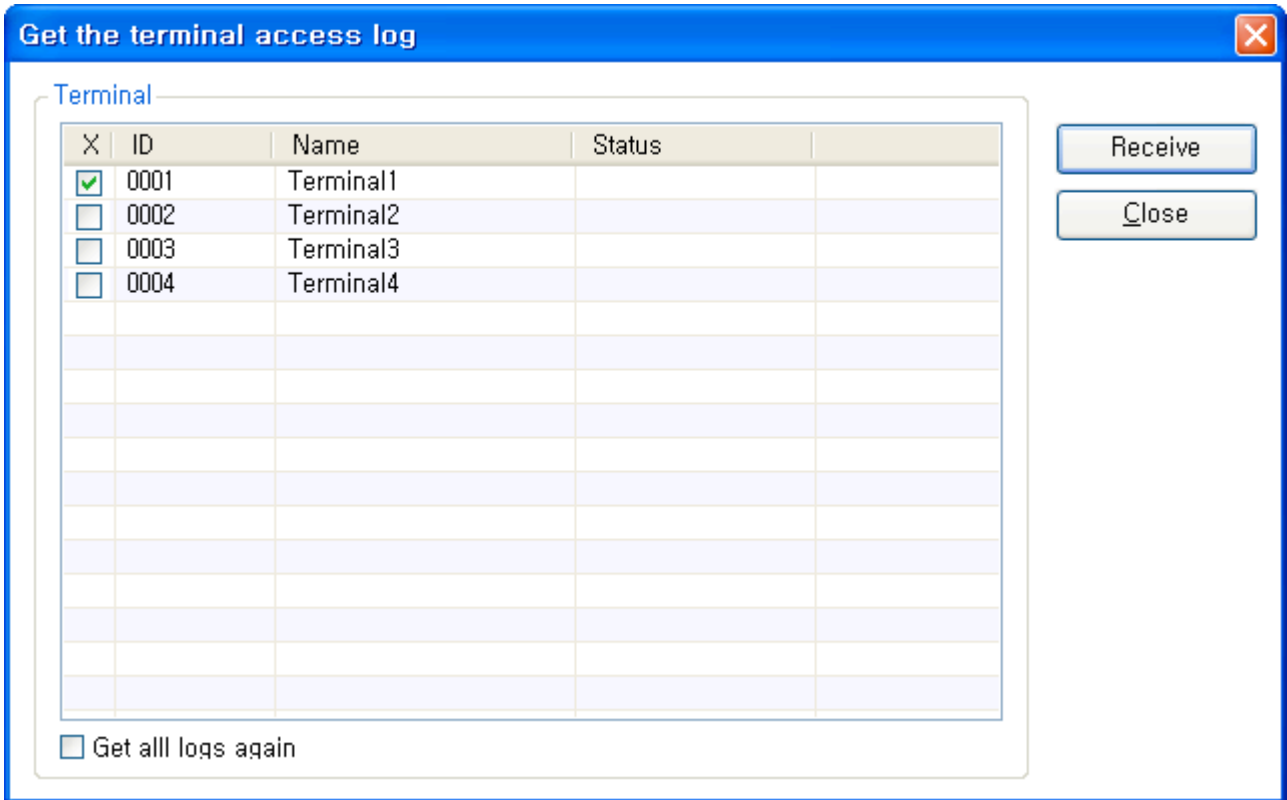 Get the terminal access log
Terminal
X ID Name Status
0001 Terminal1
0002 Terminal2
0003 Terminal3
0004 Terminal4
Get alll logs again
Receive
Close